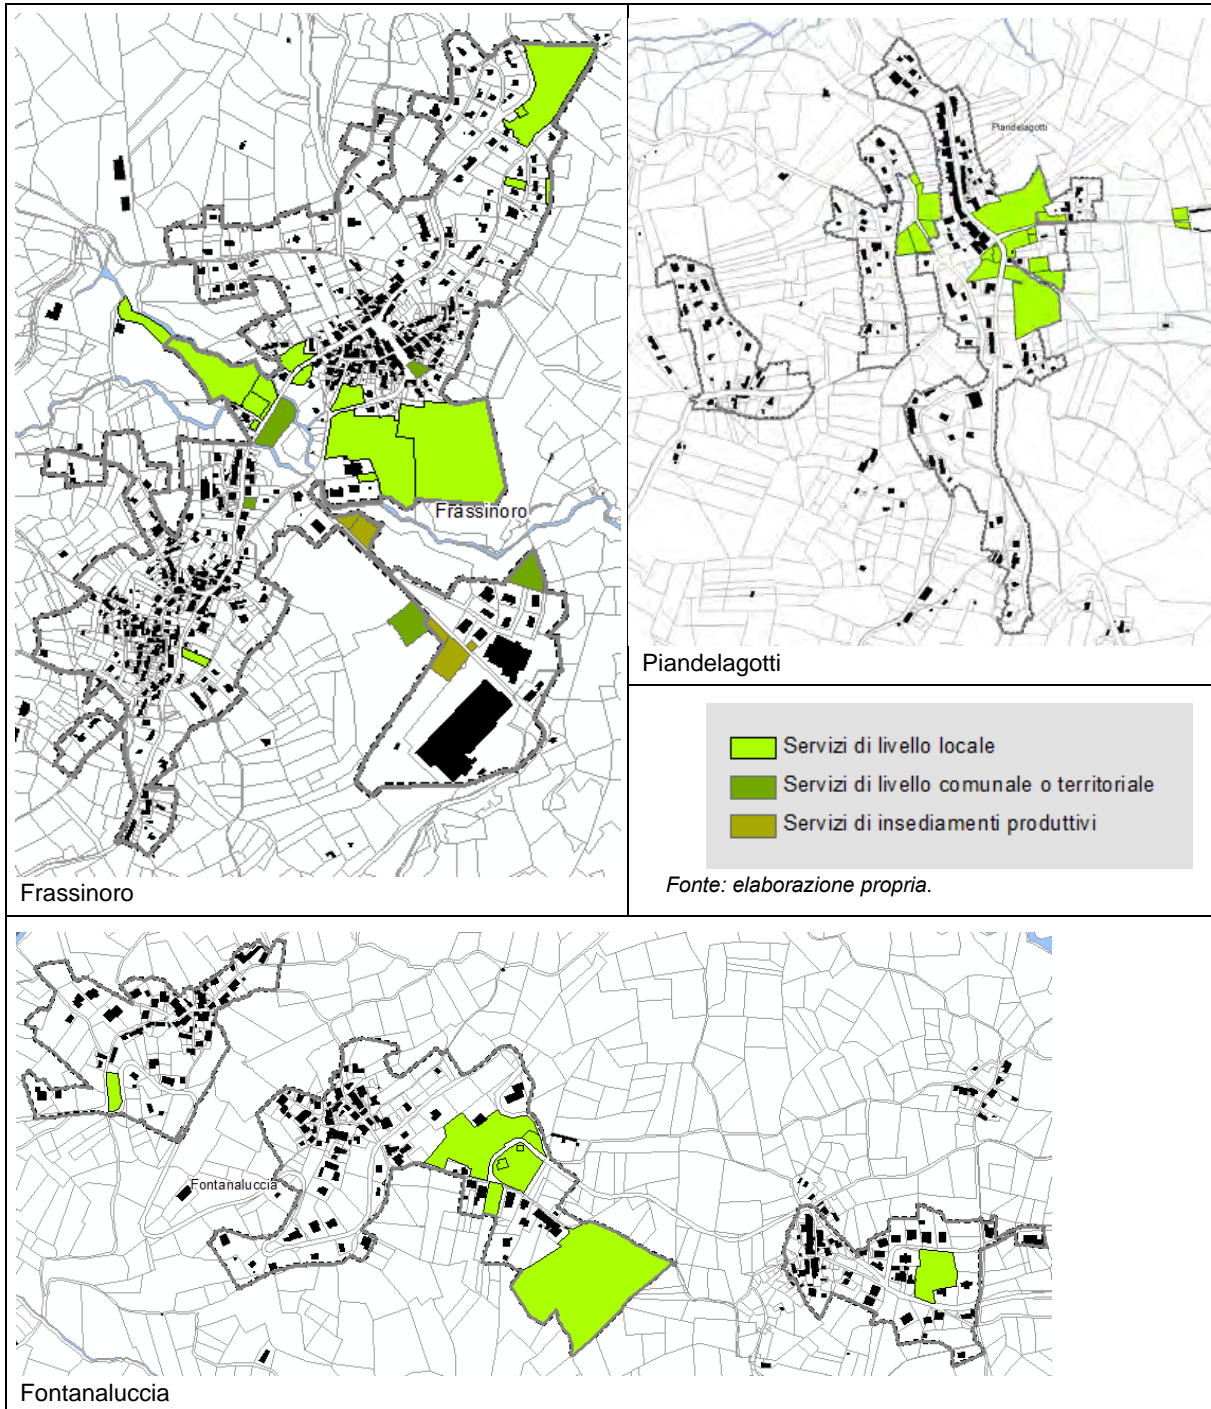 Frassinoro
Frassinoro
Piandelagotti
Piandelagotti
Servizi di livello locale
Servizi di livello comunale o territoriale
Servizi di insediamenti produttivi
Fonte: elaborazione propria.
Fontanaluccia
Fontanaluccia